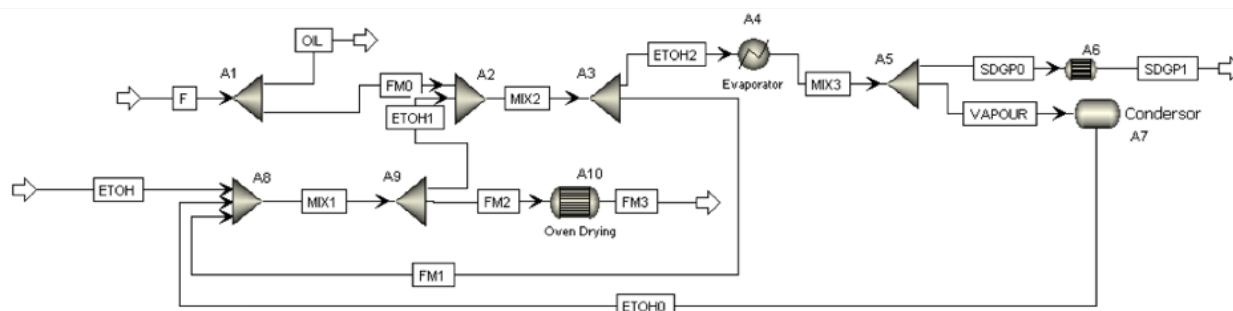 A4
OIL
ETOH2
A6
A1
A2
A3
A5
SDGP0
SDGP1
FM0
Evaporator
F
MIX2
MIX3
ETOH1
VAPOUR
Condersor
A7
A8
A9
A10
ETOH
MIX1
FM2
FM3
Oven Drying
FM1
ETOH0